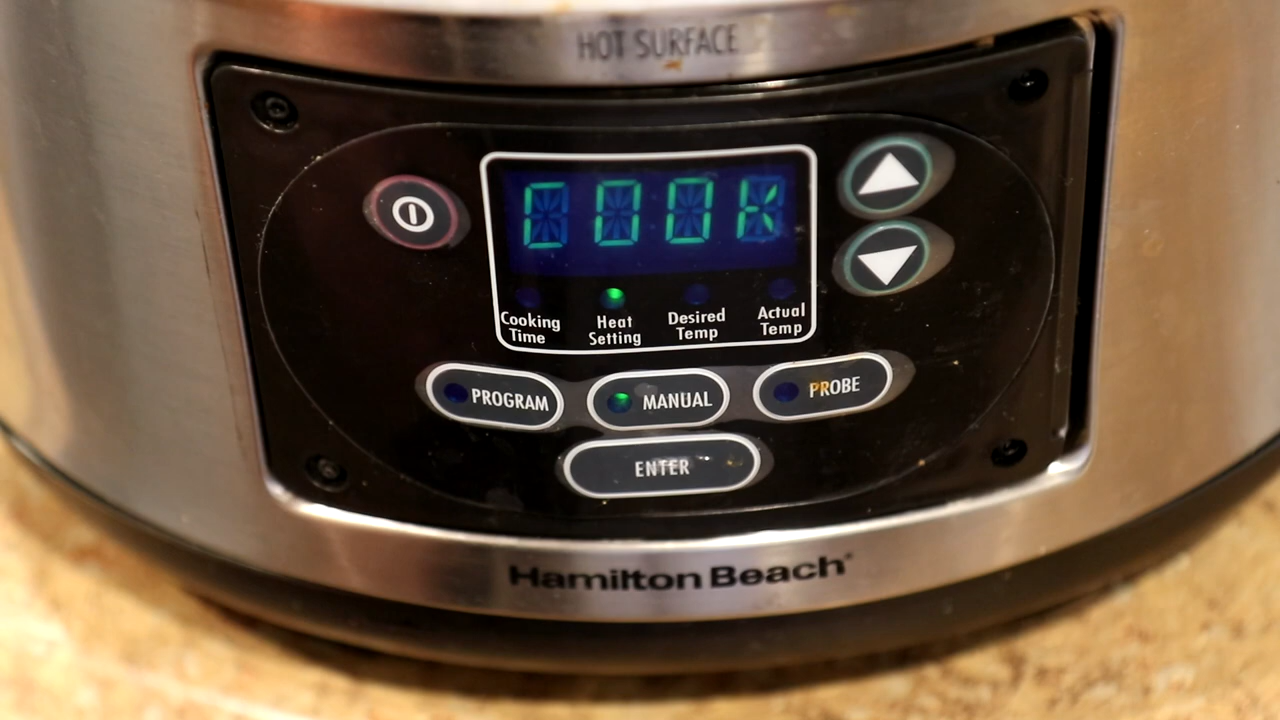 HOT SURFACE
COOK
Cooking Time
Heat Setting
Desired Temp
Actual Temp
PROGRAM
MANUAL
PROBE
ENTER
Hamilton Beach